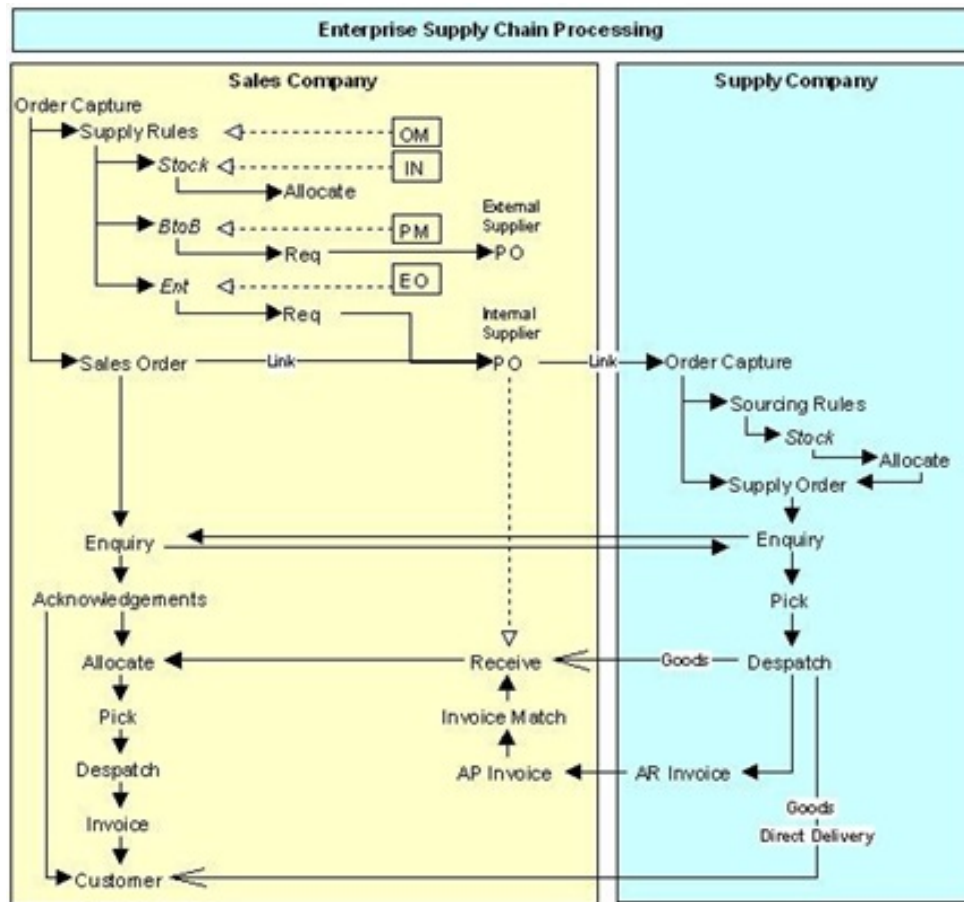 Enterprise Supply Chain Processing
Sales Company
Supply Company
Order Capture
Supply Rules
OM
Stock
IN
Allocate
BtoB
PM
External
Supplier
Req
PO
Ent
EO
Req
Internal
Supplier
Sales Order
Link
PO
Link
Order Capture
Sourcing Rules
Stock
Allocate
Supply Order
Enquiry
Enquiry
Acknowledgements
Pick
Allocate
Receive
Goods
Despatch
Pick
Invoice Match
Despatch
AP Invoice
AR Invoice
Invoice
Goods
Direct Delivery
Customer